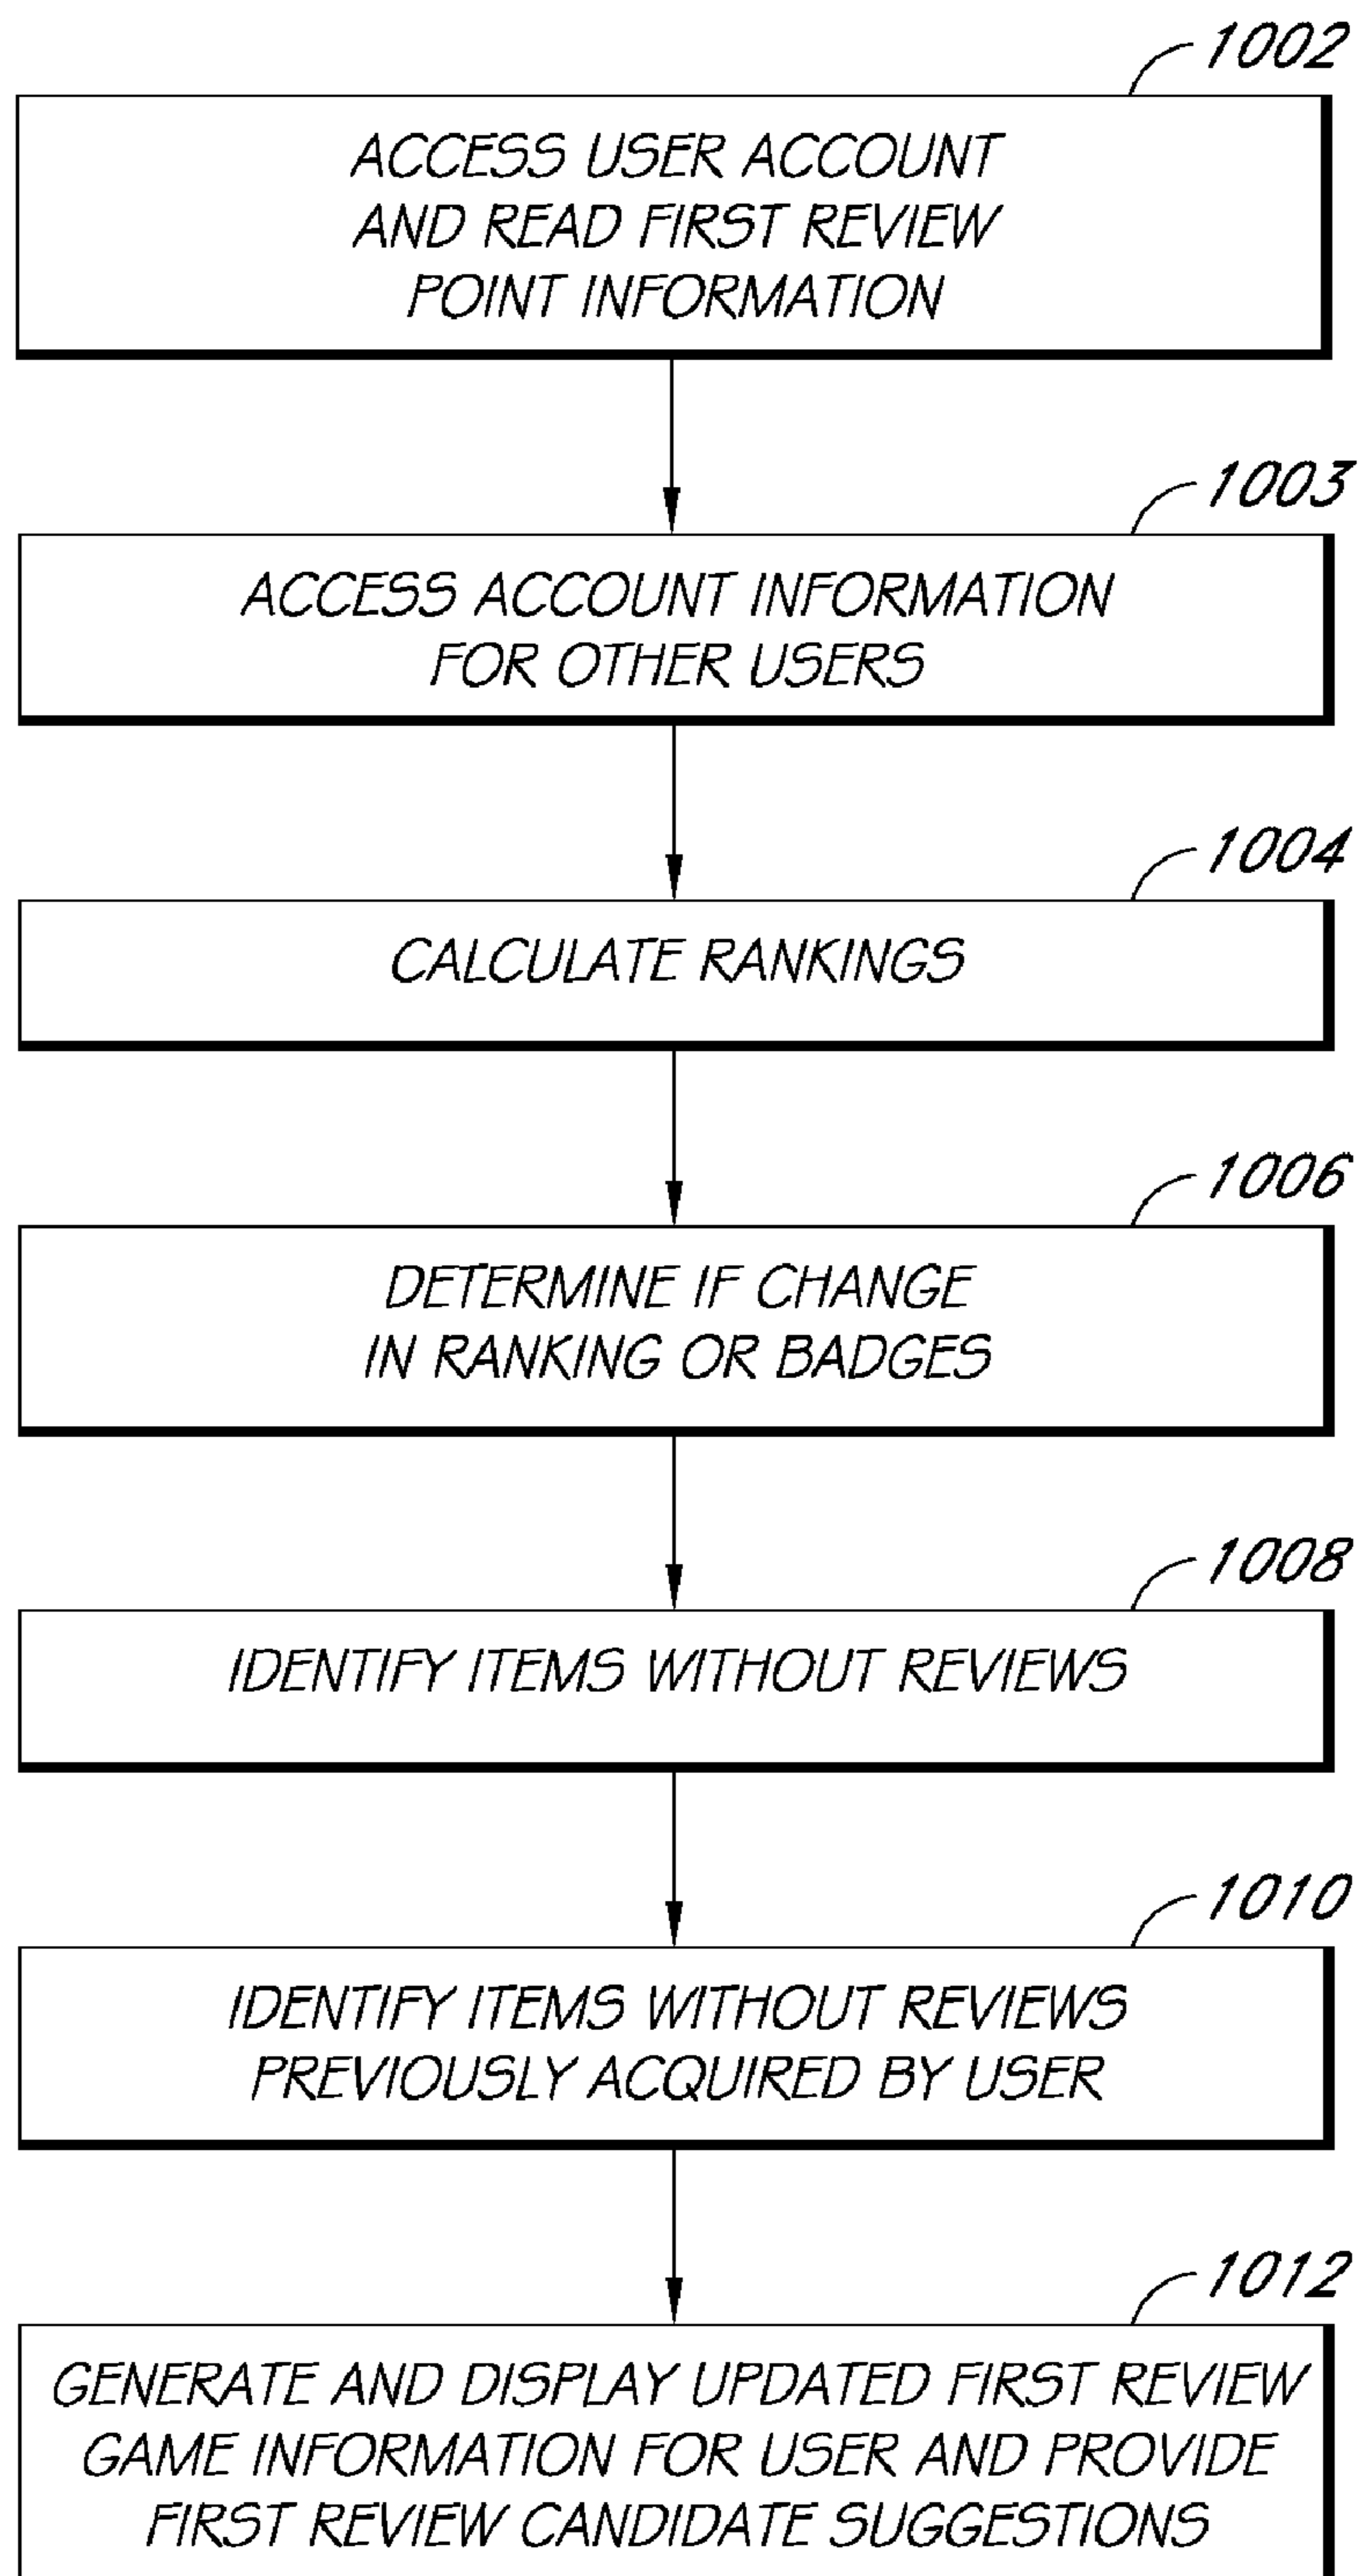 1002
ACCESS USER ACCOUNT
AND READ FIRST REVIEW
POINT INFORMATION
1003
ACCESS ACCOUNT INFORMATION
FOR OTHER USERS
1004
CALCULATE RANKINGS
1006
DETERMINE IF CHANGE
IN RANKING OR BADGES
1008
IDENTIFY ITEMS WITHOUT REVIEWS
1010
IDENTIFY ITEMS WITHOUT REVIEWS
PREVIOUSLY ACQUIRED BY USER
1012
GENERATE AND DISPLAY UPDATED FIRST REVIEW
GAME INFORMATION FOR USER AND PROVIDE
FIRST REVIEW CANDIDATE SUGGESTIONS